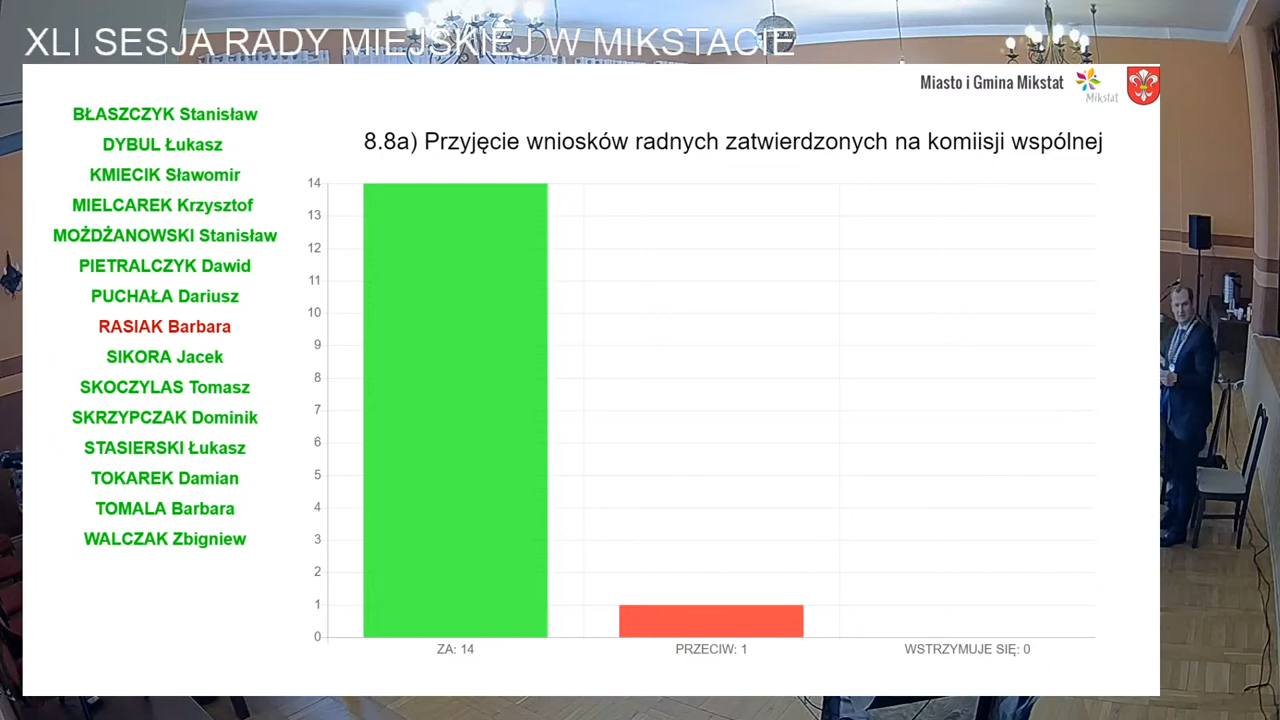 XLI SESJA RADY MIEJSKIEJ W MIKSTACIE
Miasto i Gmina Mikstat
Mikstat
BŁASZCZYK Stanisław
DYBUL Łukasz
KMIECIK Sławomir
MIELCAREK Krzysztof
MOŻDŻANOWSKI Stanisław
PIETRALCZYK Dawid
PUCHAŁA Dariusz
RASIAK Barbara
SIKORA Jacek
SKOCZYLAS Tomasz
SKRZYPCZAK Dominik
STASIERSKI Łukasz
TOKAREK Damian
TOMALA Barbara
WALCZAK Zbigniew
8.8a) Przyjęcie wniosków radnych zatwierdzonych na komiisji wspólnej
14
13
12
11
10
9
8
7
6
5
4
3
2
1
0
ZA: 14
PRZECIW: 1
WSTRZYMUJE SIĘ: 0